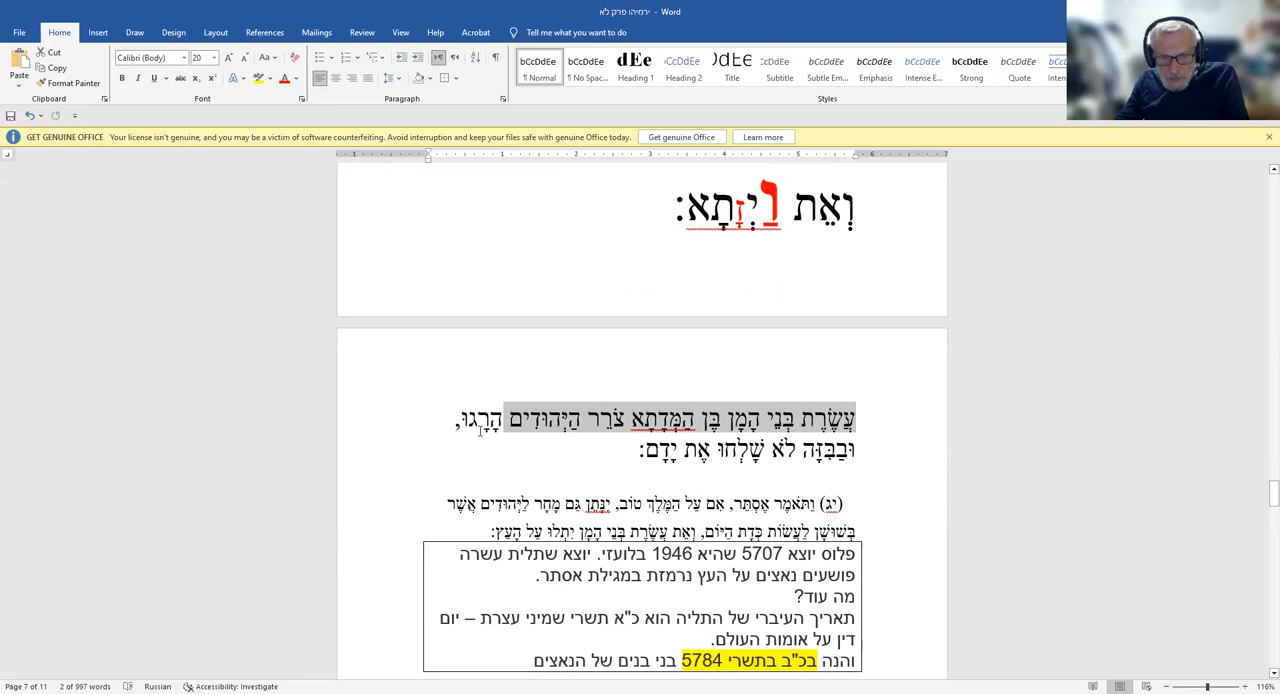 ירמיהו פרק לא - Word
File Home Insert Draw Design Layout References Mailings Review View Help Acrobat Tell me what you want to do
Cut
Copy
Format Painter
Paste
Calibri (Body) 20
Clipboard Font Paragraph Styles
¶ Normal ¶ No Spac... Heading 1 Heading 2 Title Subtitle Subtle Em... Emphasis Intense E... Strong Quote
GET GENUINE OFFICE Your license isn't genuine, and you may be a victim of software counterfeiting. Avoid interruption and keep your files safe with genuine Office today. Get genuine Office Learn more
וְאֵת וַיְזָתָא:
עֲשֶׂרֶת בְּנֵי הָמָן בֶּן הַמְּדָתָא צֹרֵר הַיְּהוּדִים הָרָגוּ,
וּבַבִּזָּה לֹא שָׁלְחוּ אֶת יָדָם:
(יג) וַתֹּאמֶר אֶסְתֵּר, אִם עַל הַמֶּלֶךְ טוֹב, יִנָּתֵן גַּם מָחָר לַיְּהוּדִים אֲשֶׁר
בְּשׁוּשָׁן לַעֲשׂוֹת כְּדָת הַיּוֹם, וְאֵת עֲשֶׂרֶת בְּנֵי הָמָן יִתְלוּ עַל הָעֵץ:
פלוס יוצא 5707 שהיא 1946 בלועזי. יוצא שתלית עשרה
פושעים נאצים על העץ נרמזת במגילת אסתר.
מה עוד?
תאריך העיברי של התליה הוא כ"א תשרי שמיני עצרת – יום
דין על אומות העולם.
והנה בכ"ב בתשרי 5784 בני בנים של הנאצים
Page 7 of 11 2 of 997 words Russian Accessibility: Investigate 116%